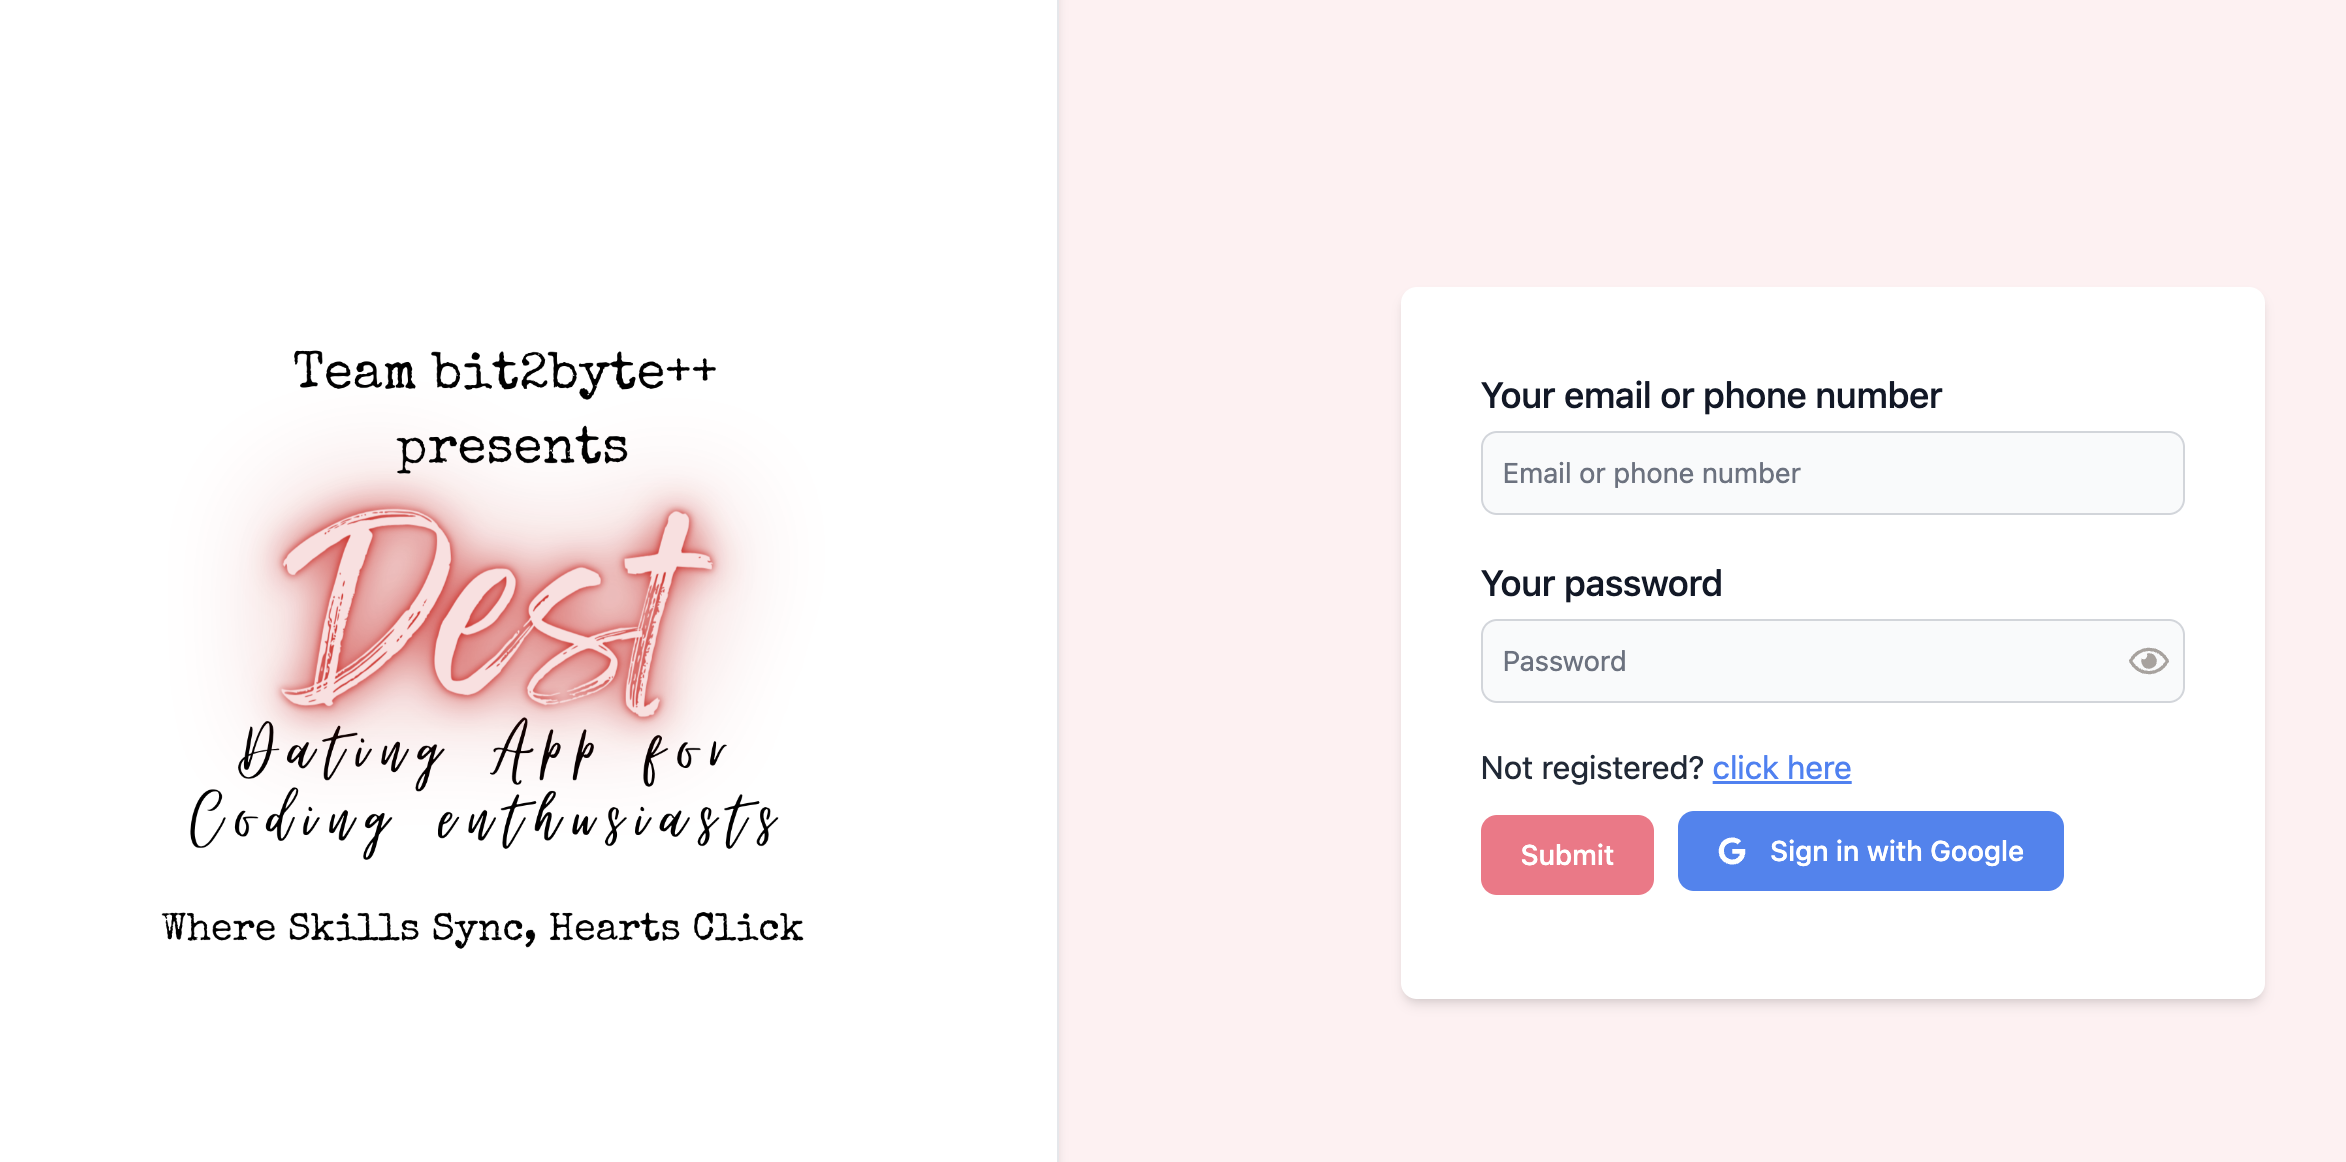 Team bit2byte++
presents
Dest
Dating App for
Coding enthusiasts
Where Skills Sync, Hearts Click
Your email or phone number
Email or phone number
Your password
Password
Not registered? click here
Submit
G Sign in with Google